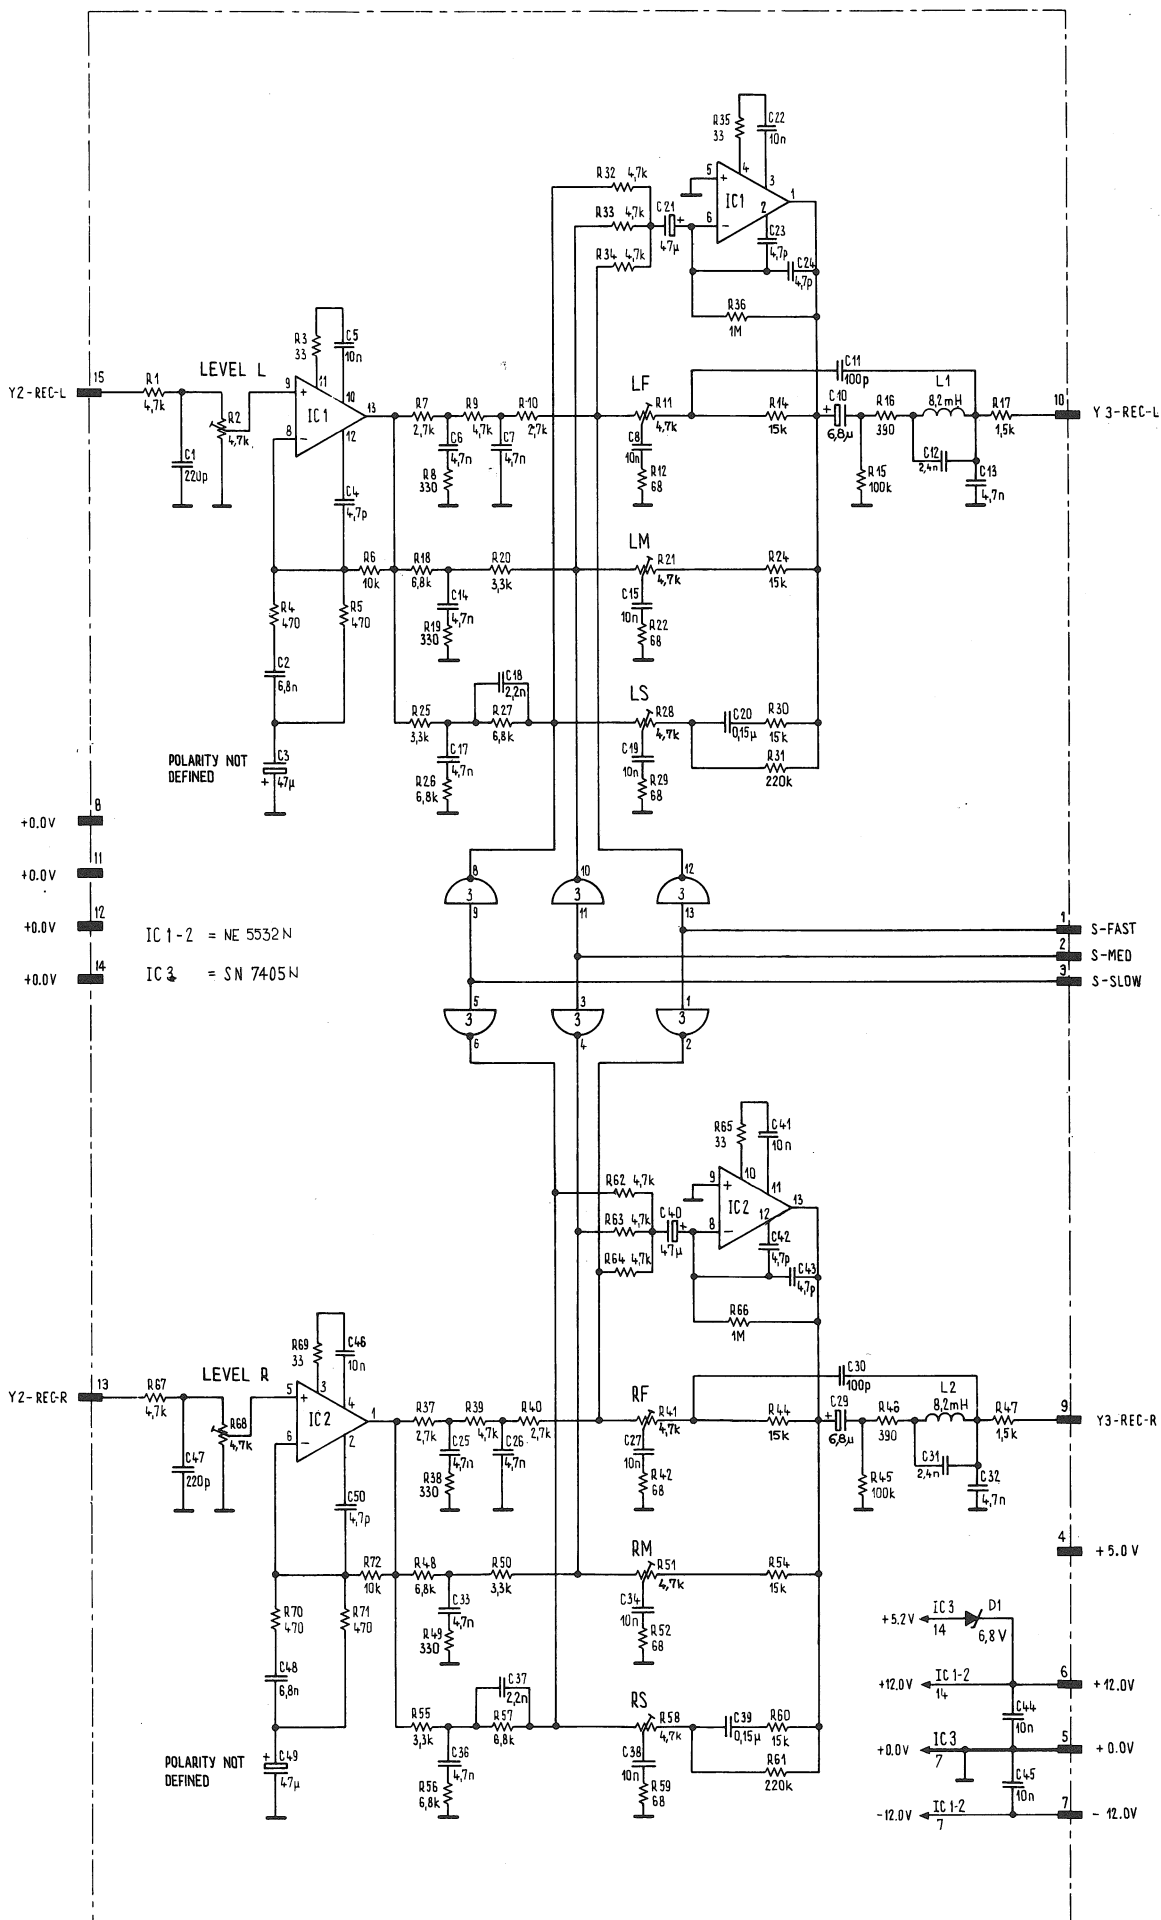 R35
33
C22
10n
4
3
5
+
IC1
1
2
6
−
R32 4,7k
R33 4,7k
R34 4,7k
C21
+
47µ
C23
4,7p
C24
4,7p
R36
1M
15
Y2-REC-L
R1
4,7k
C1
220p
LEVEL L
R2
4,7k
R3
33
C5
10n
11
10
9
+
IC1
13
8
−
12
C4
4,7p
R7
2,7k
C6
4,7n
R8
330
R9
4,7k
C7
4,7n
R10
2,7k
LF
R11
4,7k
C8
10n
R12
68
R14
15k
C11
100p
+
C10
6,8µ
R15
100k
R16
390
L1
8,2mH
C12
2,4n
C13
4,7n
R17
1,5k
10
Y3-REC-L
R6
10k
R4
470
R5
470
C2
6,8n
C3
+
47µ
POLARITY NOT
DEFINED
R18
6,8k
C14
4,7n
R19
330
R20
3,3k
LM
R21
4,7k
C15
10n
R22
68
R24
15k
R25
3,3k
C17
4,7n
R26
6,8k
C18
2,2n
R27
6,8k
LS
R28
4,7k
C19
10n
R29
68
C20
0,15µ
R30
15k
R31
220k
8
+0.0V
11
+0.0V
12
+0.0V
14
+0.0V
IC1-2 = NE 5532N
IC3 = SN 7405N
8
3
9
10
3
11
12
3
13
1
S-FAST
2
S-MED
3
S-SLOW
5
3
6
3
3
4
1
3
2
R65
33
C41
10n
10
11
9
+
IC2
13
12
8
−
R62 4,7k
R63 4,7k
R64 4,7k
C40
+
47µ
C42
4,7p
C43
4,7p
R66
1M
13
Y2-REC-R
R67
4,7k
C47
220p
LEVEL R
R68
4,7k
R69
33
C46
10n
3
4
5
+
IC2
1
2
6
−
C50
4,7p
R37
2,7k
C25
4,7n
R38
330
R39
4,7k
C26
4,7n
R40
2,7k
RF
R41
4,7k
C27
10n
R42
68
R44
15k
C30
100p
+
C29
6,8µ
R45
100k
R46
390
L2
8,2mH
C31
2,4n
C32
4,7n
R47
1,5k
9
Y3-REC-R
R72
10k
R70
470
R71
470
C48
6,8n
+
C49
47µ
POLARITY NOT
DEFINED
R48
6,8k
C33
4,7n
R49
330
R50
3,3k
RM
R51
4,7k
C34
10n
R52
68
R54
15k
R55
3,3k
C36
4,7n
R56
6,8k
C37
2,2n
R57
6,8k
RS
R58
4,7k
C38
10n
R59
68
C39
0,15µ
R60
15k
R61
220k
4
+5.0V
+5.2V
IC3
14
D1
6,8V
+12.0V
IC1-2
14
6
+12.0V
C44
10n
+0.0V
IC3
7
5
+0.0V
C45
10n
-12.0V
IC1-2
7
7
- 12.0V